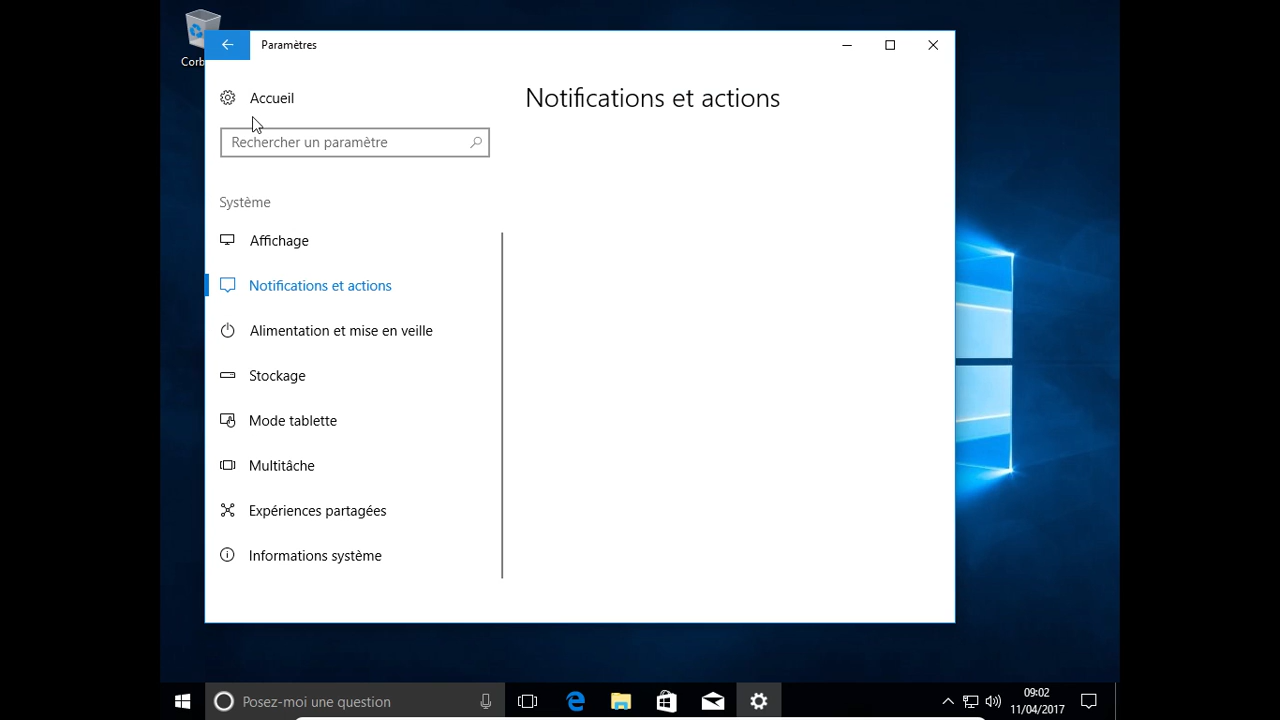 Corb
Paramètres
Accueil
Notifications et actions
Rechercher un paramètre
Système
Affichage
Notifications et actions
Alimentation et mise en veille
Stockage
Mode tablette
Multitâche
Expériences partagées
Informations système
Posez-moi une question
09:02
11/04/2017